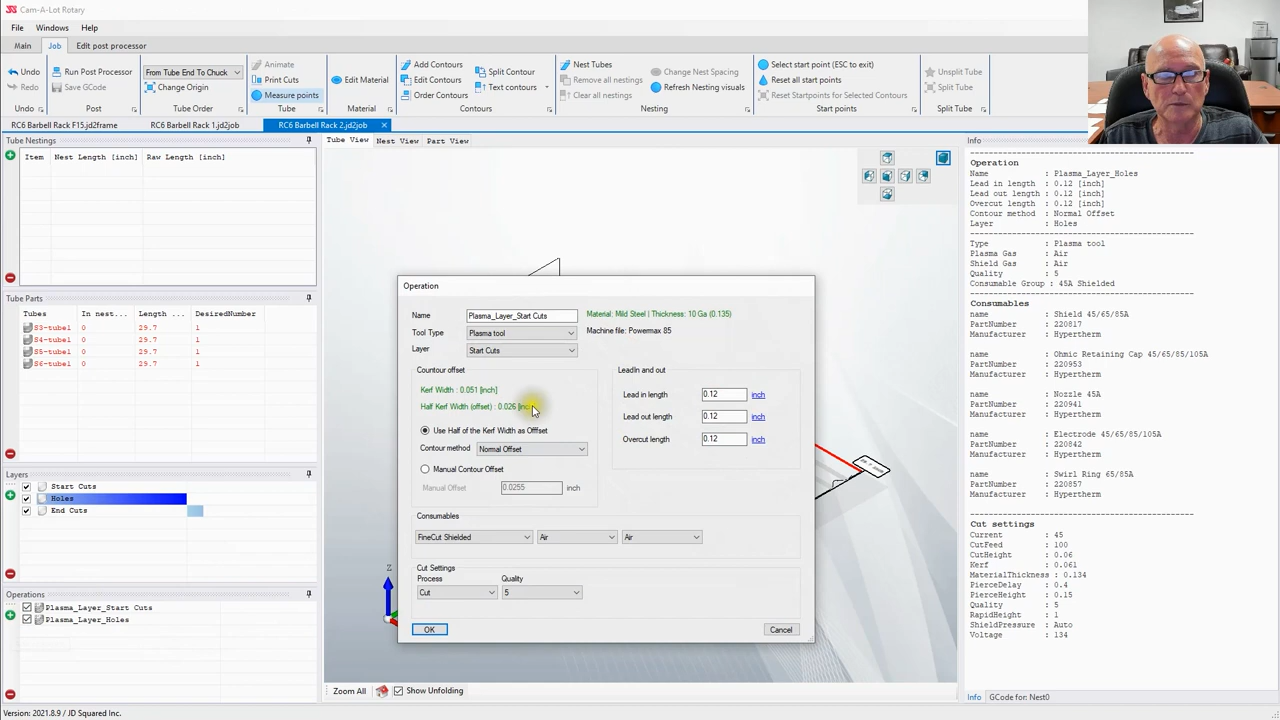 Cam-A-Lot Rotary
File Windows Help
Main Job Edit post processor
Undo
Redo
Undo
Run Post Processor
Save GCode
Post
From Tube End To Chuck
Change Origin
Tube Order
Animate
Print Cuts
Measure points
Tube
Edit Material
Material
Add Contours
Edit Contours
Order Contours
Split Contour
Text contours
Contours
Nest Tubes
Remove all nestings
Clear all nestings
Change Nest Spacing
Refresh Nesting visuals
Nesting
Select start point (ESC to exit)
Reset all start points
Reset Startpoints for Selected Contours
Start points
Unsplit Tube
Split Tube
Split Tube
RC6 Barbell Rack F15.jd2frame RC6 Barbell Rack 1.jd2job RC6 Barbell Rack 2.jd2job
Tube Nestings
Item Nest Length [inch] Raw Length [inch]
Tube Parts
Tubes In nest... Length ... DesiredNumber
S3-tube1 0 29.7 1
S4-tube1 0 29.7 1
S5-tube1 0 29.7 1
S6-tube1 0 29.7 1
Layers
Start Cuts
Holes
End Cuts
Operations
Plasma_Layer_Start Cuts
Plasma_Layer_Holes
Version: 2021.8.9 / JD Squared Inc.
Tube View Nest View Part View
Z
Operation
Name Plasma_Layer_Start Cuts
Material: Mild Steel | Thickness: 10 Ga (0.135)
Tool Type Plasma tool
Machine file: Powermax 85
Layer Start Cuts
Countour offset
Kerf Width : 0.051 [inch]
Half Kerf Width (offset) : 0.026 [inch]
Use Half of the Kerf Width as Offfset
Contour method Normal Offset
Manual Contour Offset
Manual Offset 0.0255 inch
LeadIn and out
Lead in length 0.12 inch
Lead out length 0.12 inch
Overcut length 0.12 inch
Consumables
FineCut Shielded Air Air
Cut Settings
Process Quality
Cut 5
OK Cancel
Zoom All Show Unfolding
Info
Operation
Name : Plasma_Layer_Holes
Lead in length : 0.12 [inch]
Lead out length : 0.12 [inch]
Overcut length : 0.12 [inch]
Contour method : Normal Offset
Layer : Holes
Type : Plasma tool
Plasma Gas : Air
Shield Gas : Air
Quality : 5
Consumable Group : 45A Shielded
Consumables
name : Shield 45/65/85A
PartNumber : 220817
Manufacturer : Hypertherm
name : Ohmic Retaining Cap 45/65/85/105A
PartNumber : 220953
Manufacturer : Hypertherm
name : Nozzle 45A
PartNumber : 220941
Manufacturer : Hypertherm
name : Electrode 45/65/85/105A
PartNumber : 220842
Manufacturer : Hypertherm
name : Swirl Ring 65/85A
PartNumber : 220857
Manufacturer : Hypertherm
Cut settings
Current : 45
CutFeed : 100
CutHeight : 0.06
Kerf : 0.061
MaterialThickness : 0.134
PierceDelay : 0.4
PierceHeight : 0.15
Quality : 5
RapidHeight : 1
ShieldPressure : Auto
Voltage : 134
Info GCode for: Nest0